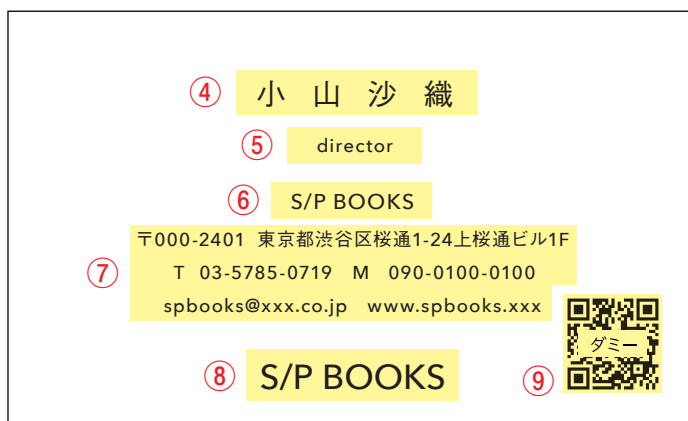 ④ 小山沙織
⑤ director
⑥ S/P BOOKS
〒000-2401 東京都渋谷区桜通1-24上桜通ビル1F
⑦ T 03-5785-0719 M 090-0100-0100
spbooks@xxx.co.jp www.spbooks.xxx
ダミー
⑧ S/P BOOKS
⑨